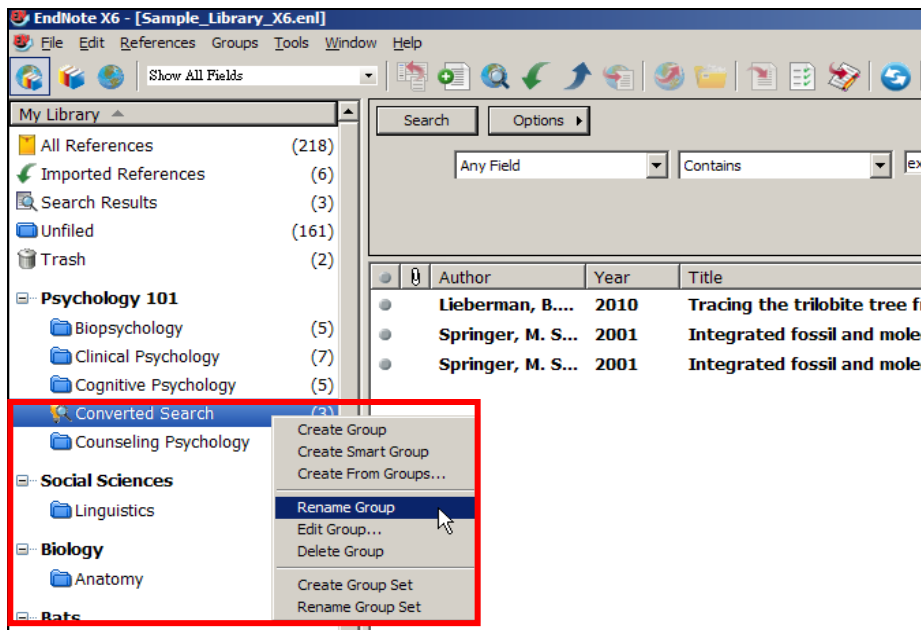 EndNote X6 - [Sample_Library_X6.enl]
File Edit References Groups Tools Window Help
Show All Fields
My Library
All References (218)
Imported References (6)
Search Results (3)
Unfiled (161)
Trash (2)
Psychology 101
Biopsychology (5)
Clinical Psychology (7)
Cognitive Psychology (5)
Converted Search (3)
Counseling Psychology
Social Sciences
Linguistics
Biology
Anatomy
Bats
Create Group
Create Smart Group
Create From Groups...
Rename Group
Edit Group...
Delete Group
Create Group Set
Rename Group Set
Search Options
Any Field Contains ex
Author Year Title
Lieberman, B.... 2010 Tracing the trilobite tree f
Springer, M. S... 2001 Integrated fossil and mole
Springer, M. S... 2001 Integrated fossil and mole